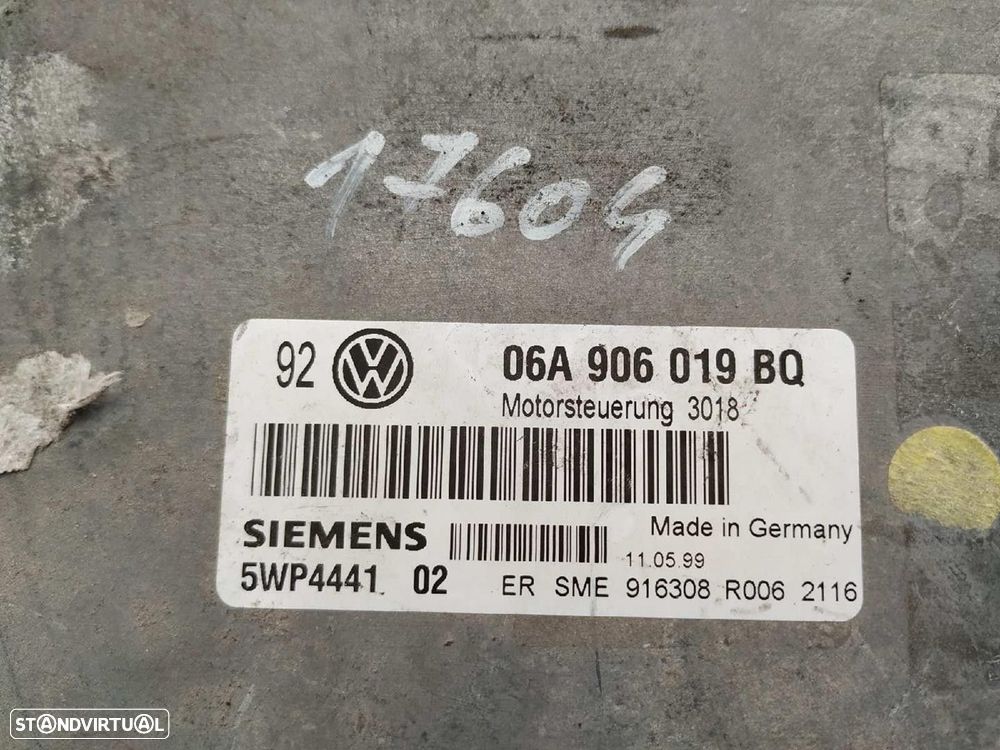 17604
92 VW 06A 906 019 BQ
Motorsteuerung 3018
SIEMENS Made in Germany
11.05.99
5WP4441 02 ER SME 916308 R006 2116
STANDVIRTUAL